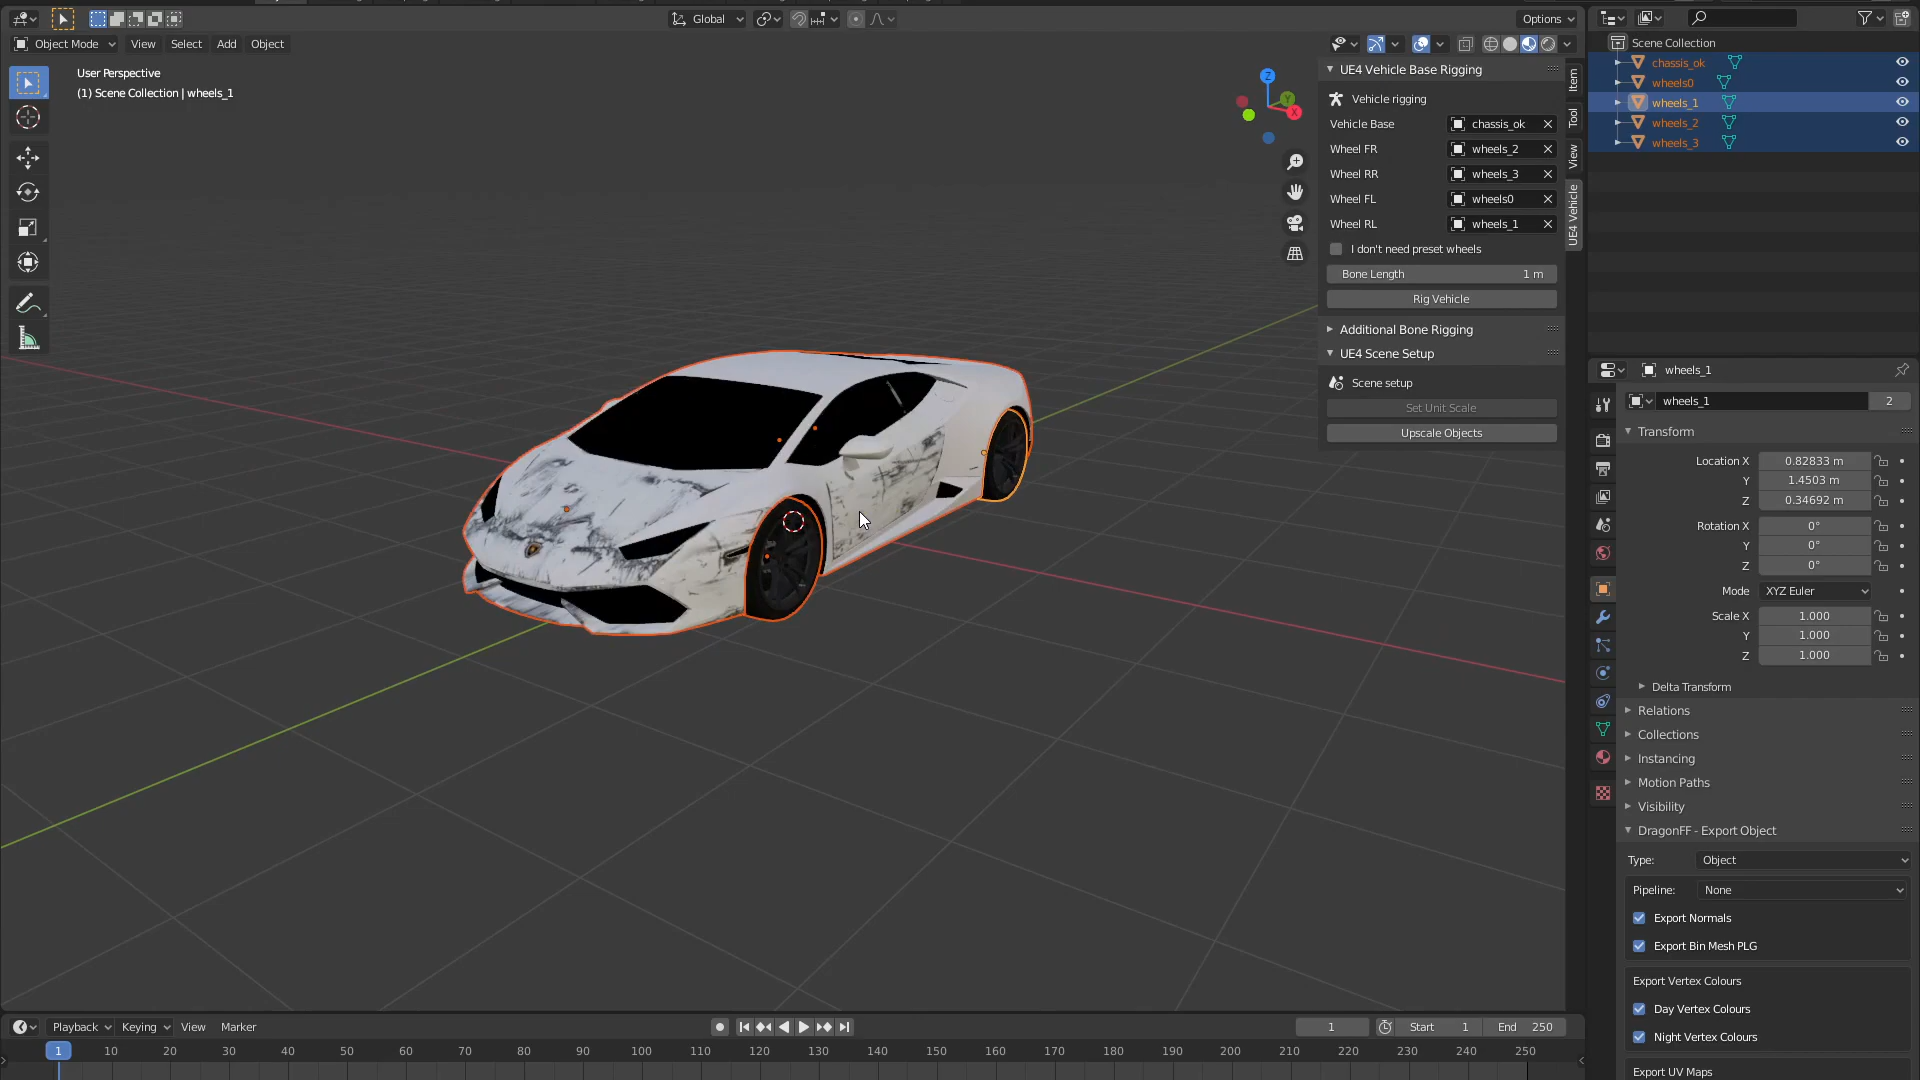 Global
Options
Object Mode
View
Select
Add
Object
User Perspective
(1) Scene Collection | wheels_1
Z
Y
X
UE4 Vehicle Base Rigging
Vehicle rigging
Vehicle Base
chassis_ok
Wheel FR
wheels_2
Wheel RR
wheels_3
Wheel FL
wheels0
Wheel RL
wheels_1
I don't need preset wheels
Bone Length
1 m
Rig Vehicle
Additional Bone Rigging
UE4 Scene Setup
Scene setup
Set Unit Scale
Upscale Objects
Item
Tool
View
UE4 Vehicle
Scene Collection
chassis_ok
wheels0
wheels_1
wheels_2
wheels_3
wheels_1
wheels_1
2
Transform
Location X
0.82833 m
Y
1.4503 m
Z
0.34692 m
Rotation X
0°
Y
0°
Z
0°
Mode
XYZ Euler
Scale X
1.000
Y
1.000
Z
1.000
Delta Transform
Relations
Collections
Instancing
Motion Paths
Visibility
DragonFF - Export Object
Type:
Object
Pipeline:
None
Export Normals
Export Bin Mesh PLG
Export Vertex Colours
Day Vertex Colours
Night Vertex Colours
Export UV Maps
Playback
Keying
View
Marker
1
Start
1
End
250
1
10
20
30
40
50
60
70
80
90
100
110
120
130
140
150
160
170
180
190
200
210
220
230
240
250